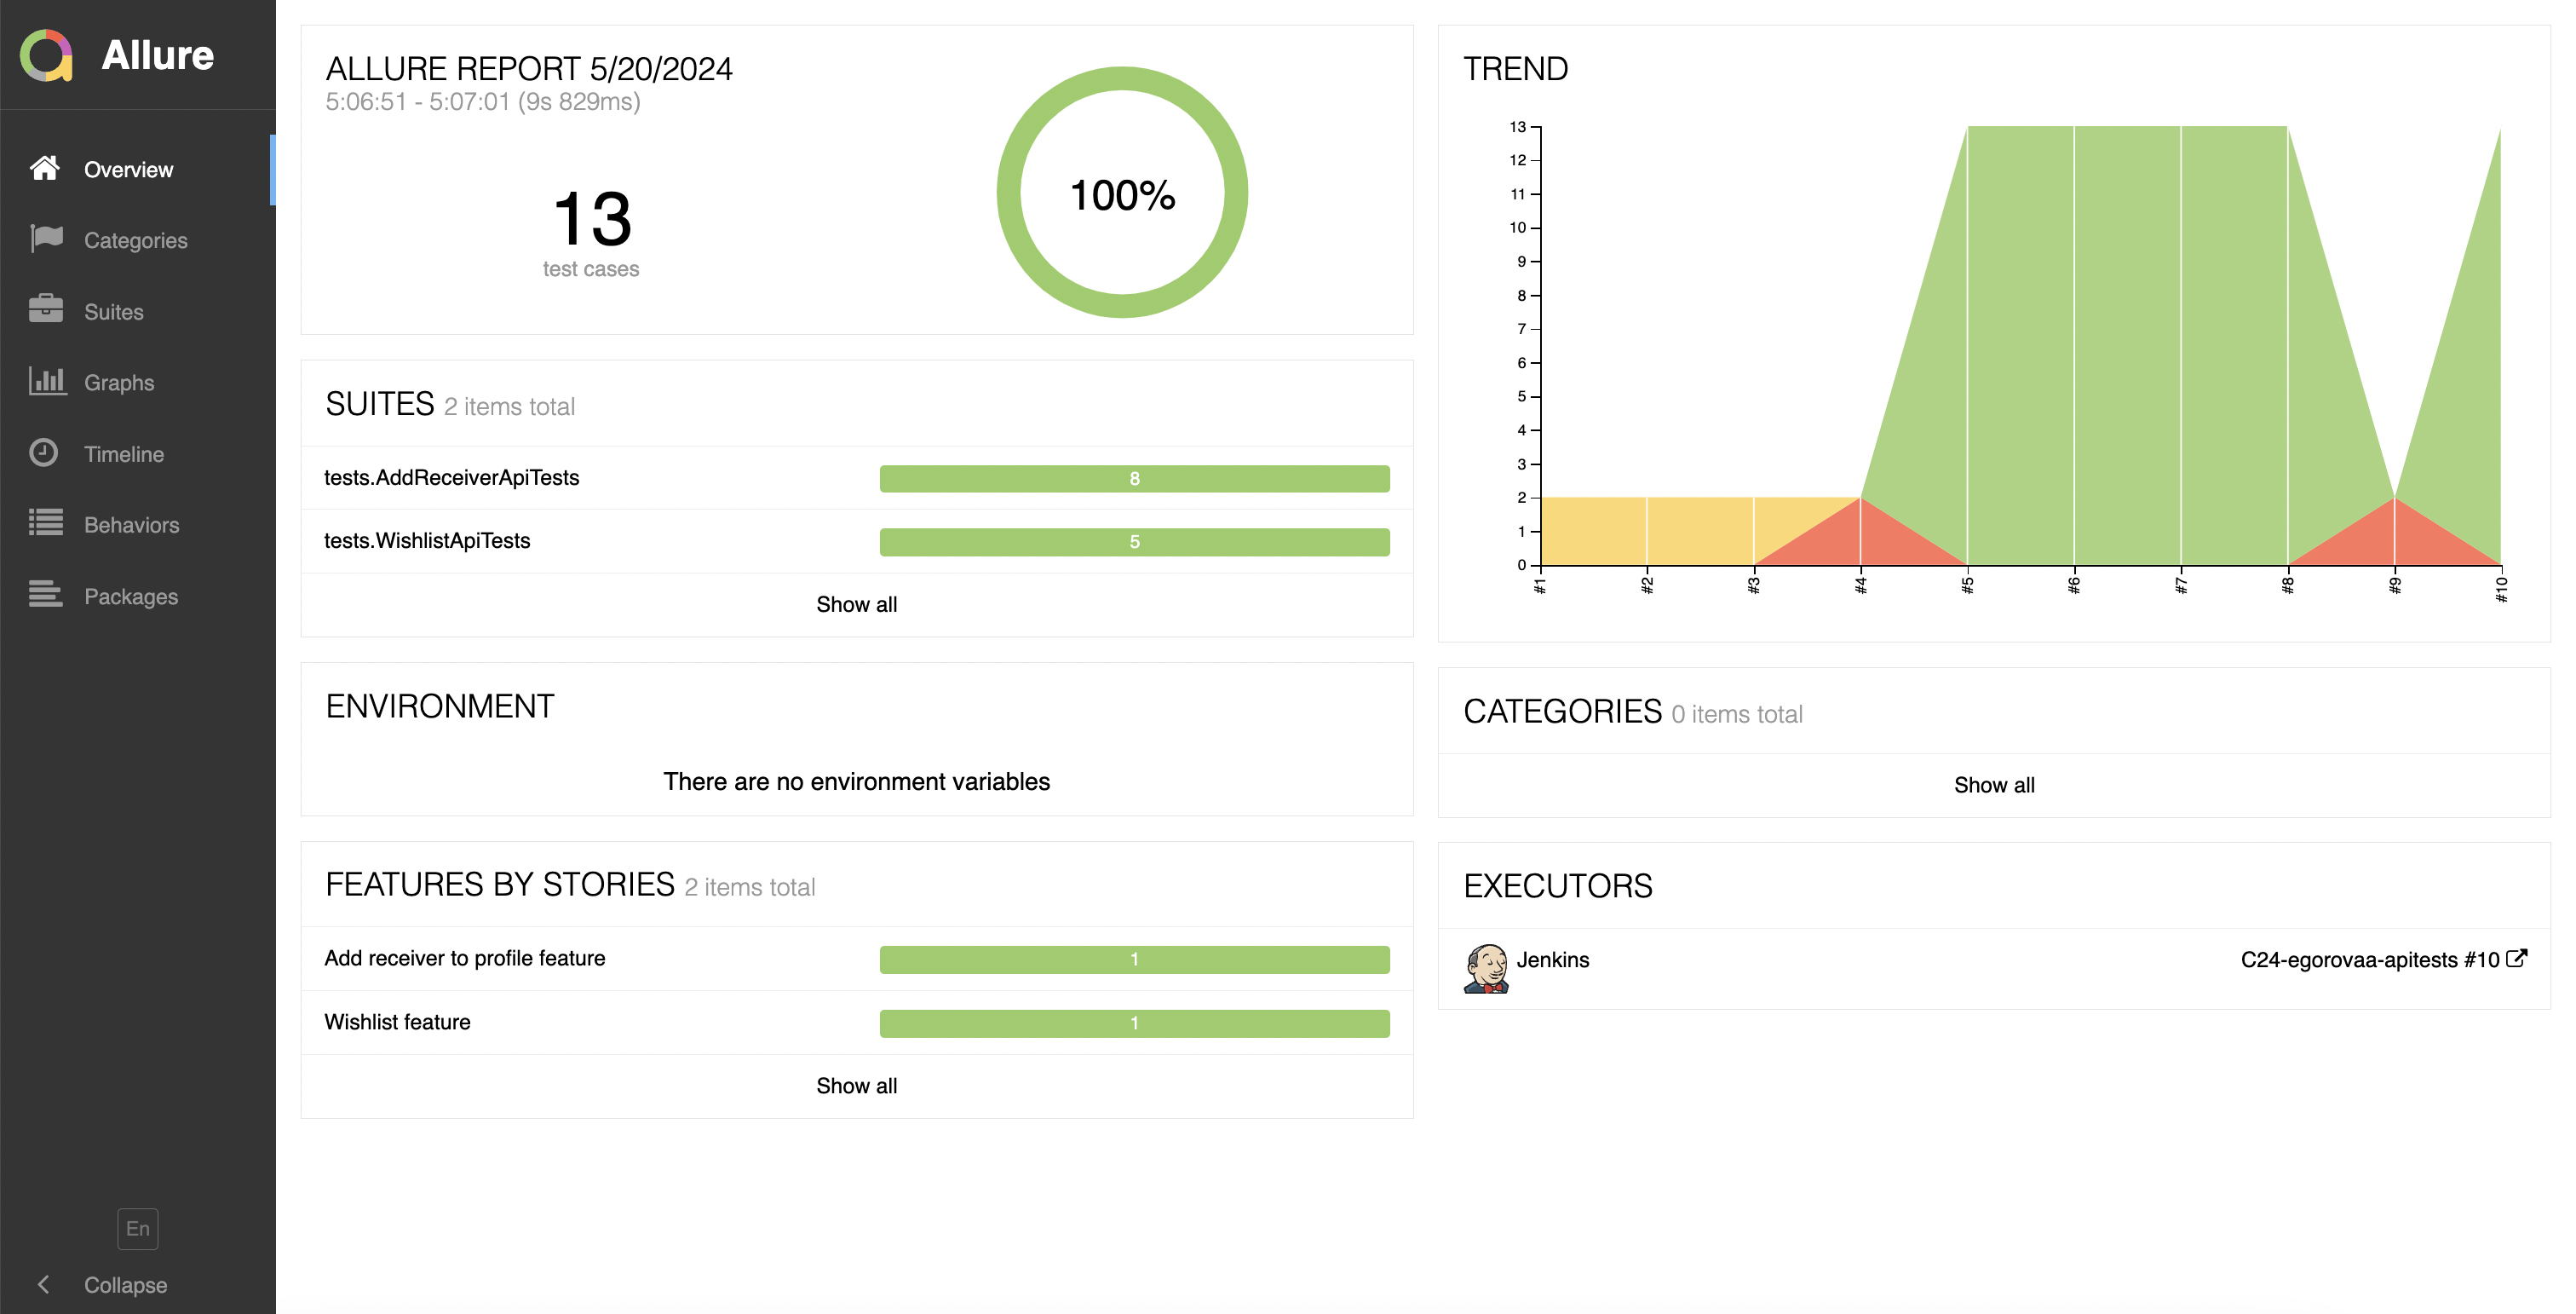 Allure
Overview
Categories
Suites
Graphs
Timeline
Behaviors
Packages
En
Collapse
ALLURE REPORT 5/20/2024
5:06:51 - 5:07:01 (9s 829ms)
13
test cases
100%
SUITES 2 items total
tests.AddReceiverApiTests 8
tests.WishlistApiTests 5
Show all
ENVIRONMENT
There are no environment variables
FEATURES BY STORIES 2 items total
Add receiver to profile feature 1
Wishlist feature 1
Show all
TREND
13
12
11
10
9
8
7
6
5
4
3
2
1
0
#1 #2 #3 #4 #5 #6 #7 #8 #9 #10
CATEGORIES 0 items total
Show all
EXECUTORS
Jenkins C24-egorovaa-apitests #10